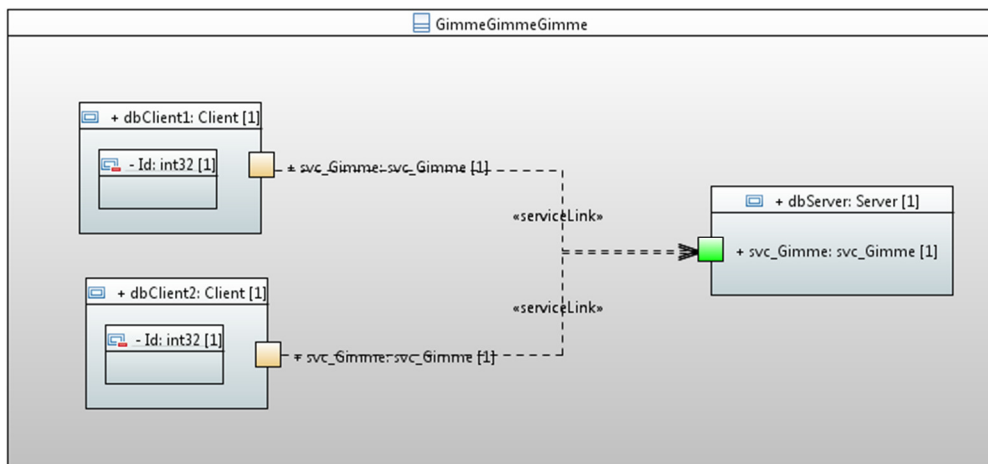 GimmeGimmeGimme
+ dbClient1: Client [1]
- Id: int32 [1]
+ svc_Gimme: svc_Gimme [1]
«serviceLink»
+ dbServer: Server [1]
+ svc_Gimme: svc_Gimme [1]
+ dbClient2: Client [1]
«serviceLink»
- Id: int32 [1]
+ svc_Gimme: svc_Gimme [1]